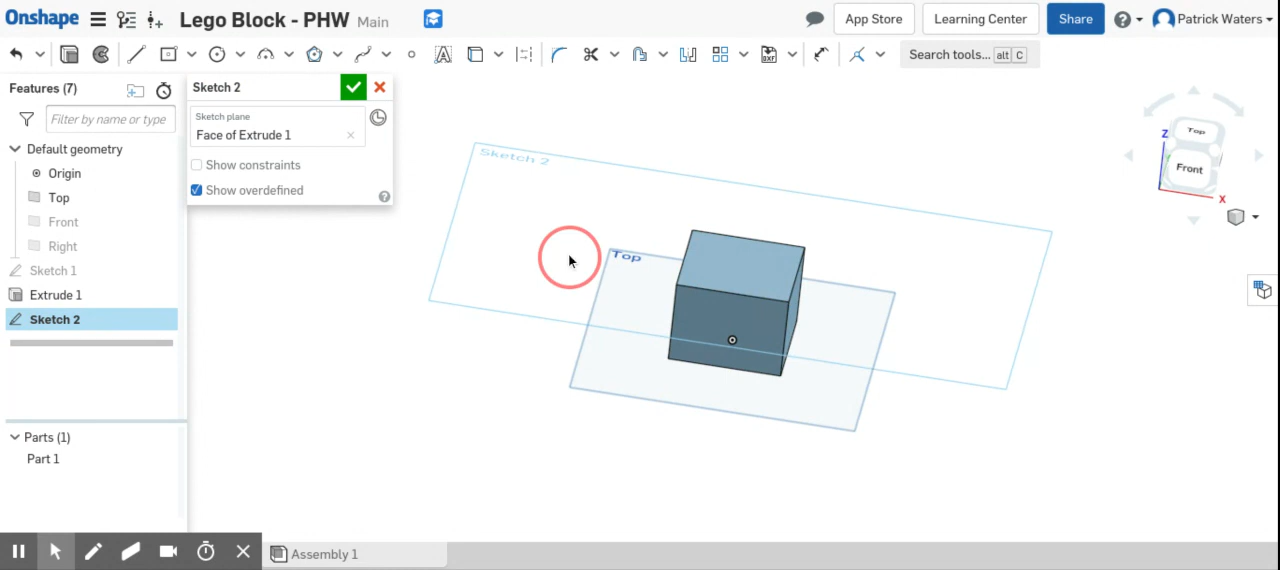 Onshape Lego Block - PHW Main App Store Learning Center Share Patrick Waters
Search tools... alt C
Features (7)
Filter by name or type
Default geometry
Origin
Top
Front
Right
Sketch 1
Extrude 1
Sketch 2
Parts (1)
Part 1
Sketch 2
Sketch plane
Face of Extrude 1
Show constraints
Show overdefined
Sketch 2
Top
Top
Z
Front
X
Assembly 1